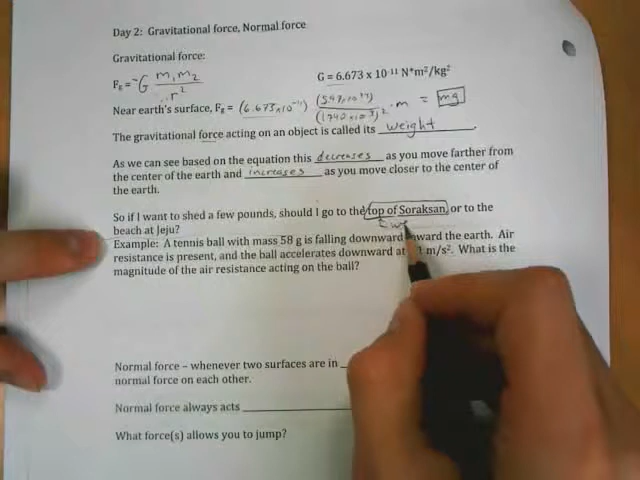 Day 2: Gravitational force, Normal force
Gravitational force:
Fg = -G m₁m₂ / r² G = 6.673 x 10⁻¹¹ N*m²/kg²
Near earth's surface, Fg = (6.673x10⁻¹¹) · m = mg
The gravitational force acting on an object is called its weight.
As we can see based on the equation this decreases as you move farther from
the center of the earth and increases as you move closer to the center of
the earth.
So if I want to shed a few pounds, should I go to the top of Soraksan, or to the
beach at Jeju?
Example: A tennis ball with mass 58 g is falling downward toward the earth. Air
resistance is present, and the ball accelerates downward at m/s². What is the
magnitude of the air resistance acting on the ball?
Normal force – whenever two surfaces are in
normal force on each other.
Normal force always acts
What force(s) allows you to jump?